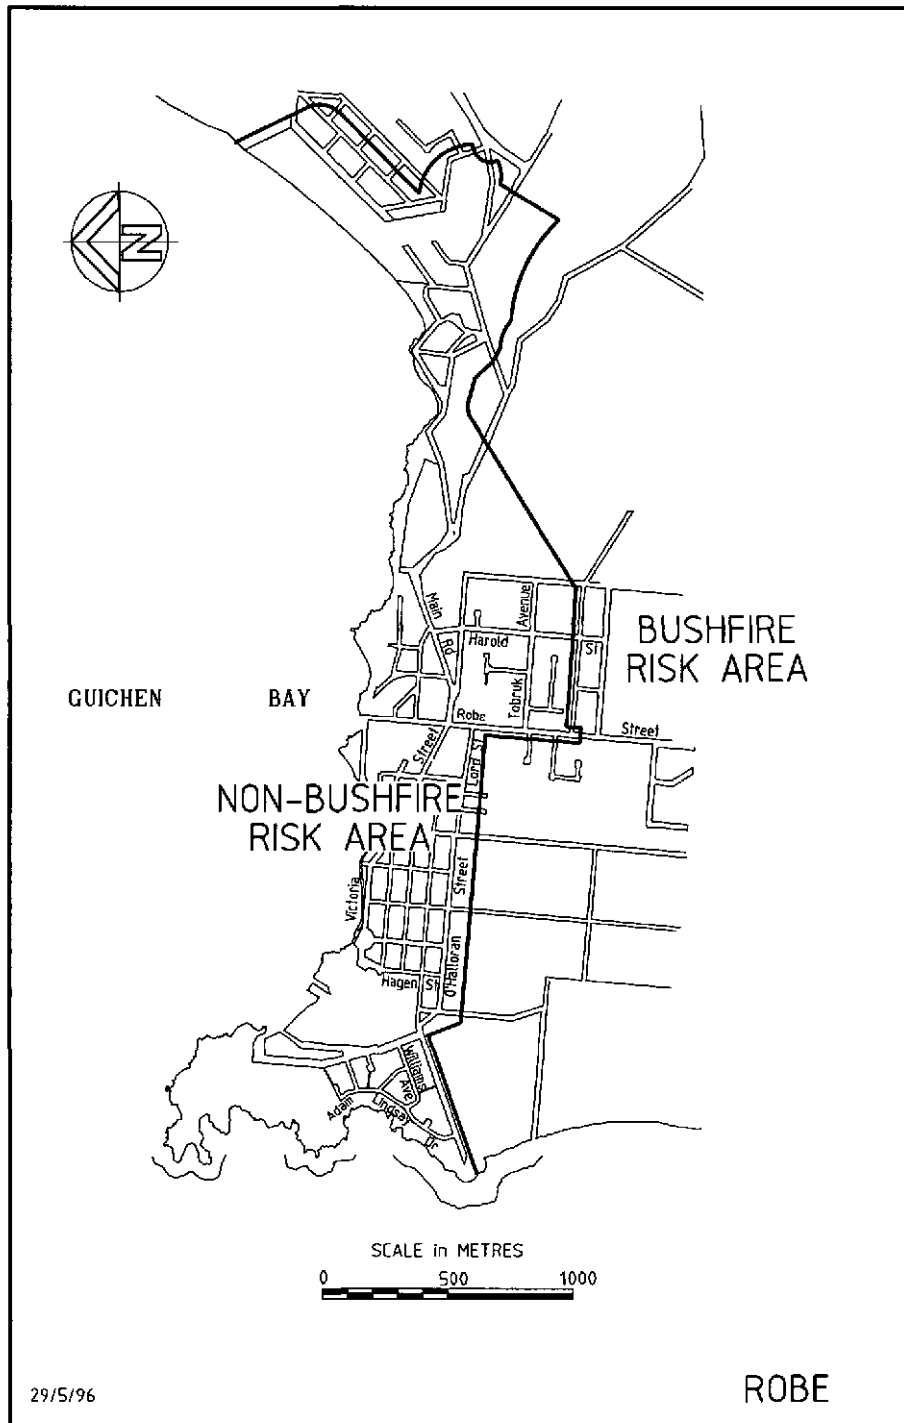 N
Main
Rd
Avenue
Harold
St
BUSHFIRE
RISK AREA
Tobruk
GUICHEN BAY
Robe
Street
Street
Lord St
NON-BUSHFIRE
RISK AREA
Victoria
Street
O'Halloran
Hagen St
Williams
Ave
Adam
Lindsay
Dr
SCALE in METRES
0 500 1000
29/5/96
ROBE